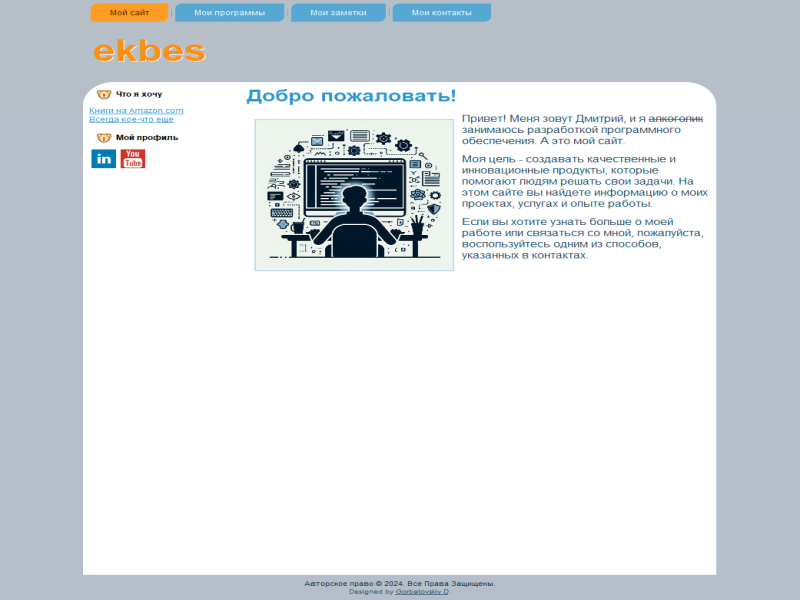 Мой сайт | Мои программы | Мои заметки | Мои контакты
ekbes
Что я хочу
Книги на Amazon.com
Всегда кое-что еще
Мой профиль
in You Tube
Добро пожаловать!
Привет! Меня зовут Дмитрий, и я алкоголик
занимаюсь разработкой программного
обеспечения. А это мой сайт.
Моя цель - создавать качественные и
инновационные продукты, которые
помогают людям решать свои задачи. На
этом сайте вы найдете информацию о моих
проектах, услугах и опыте работы.
Если вы хотите узнать больше о моей
работе или связаться со мной, пожалуйста,
воспользуйтесь одним из способов,
указанных в контактах.
Авторское право © 2024. Все Права Защищены.
Designed by Gorbatovskiy D.